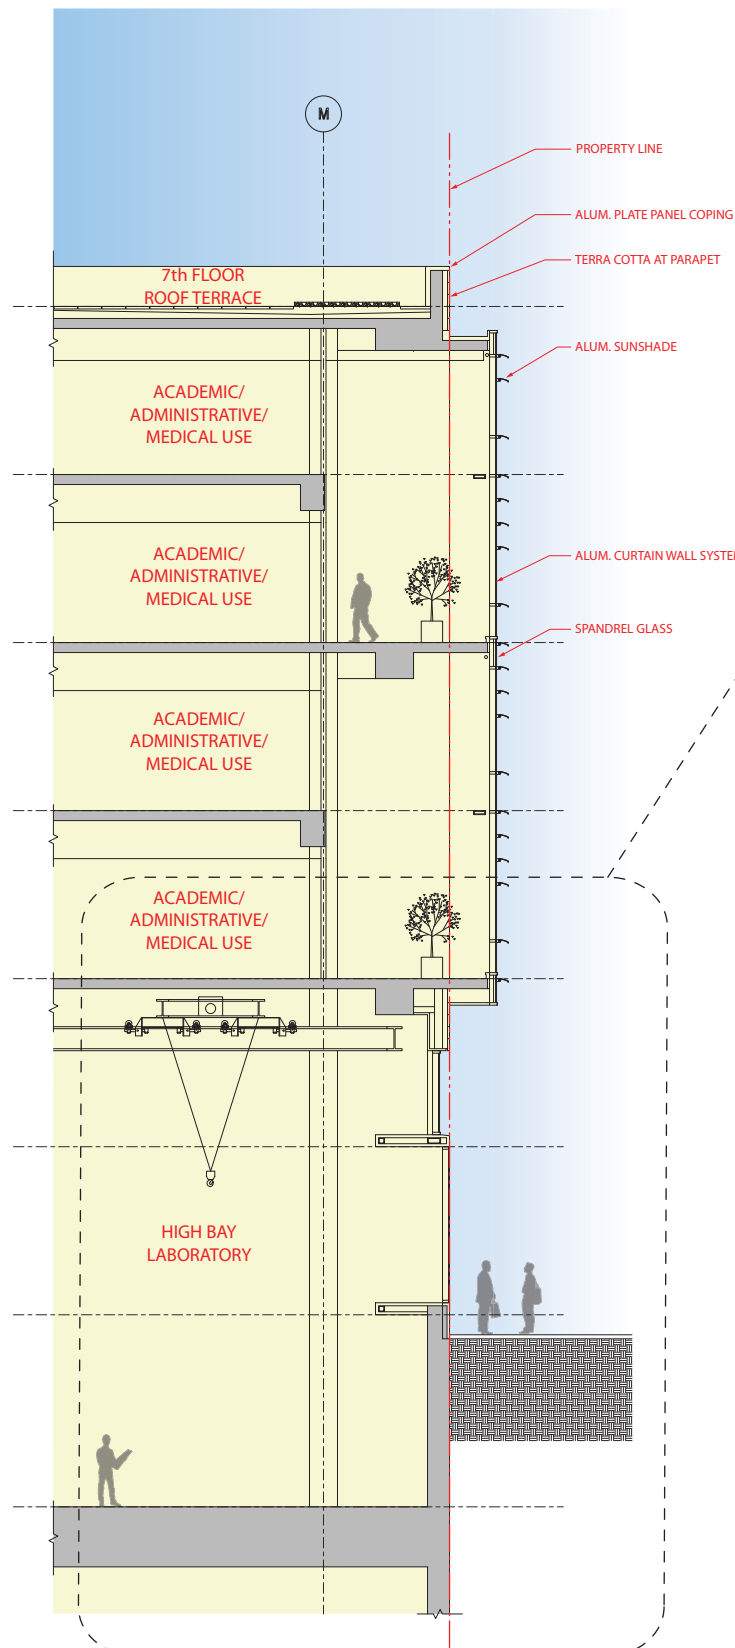 M
PROPERTY LINE
ALUM. PLATE PANEL COPING
TERRA COTTA AT PARAPET
7th FLOOR
ROOF TERRACE
ALUM. SUNSHADE
ACADEMIC/
ADMINISTRATIVE/
MEDICAL USE
ACADEMIC/
ADMINISTRATIVE/
MEDICAL USE
ALUM. CURTAIN WALL SYSTE
SPANDREL GLASS
ACADEMIC/
ADMINISTRATIVE/
MEDICAL USE
ACADEMIC/
ADMINISTRATIVE/
MEDICAL USE
HIGH BAY
LABORATORY